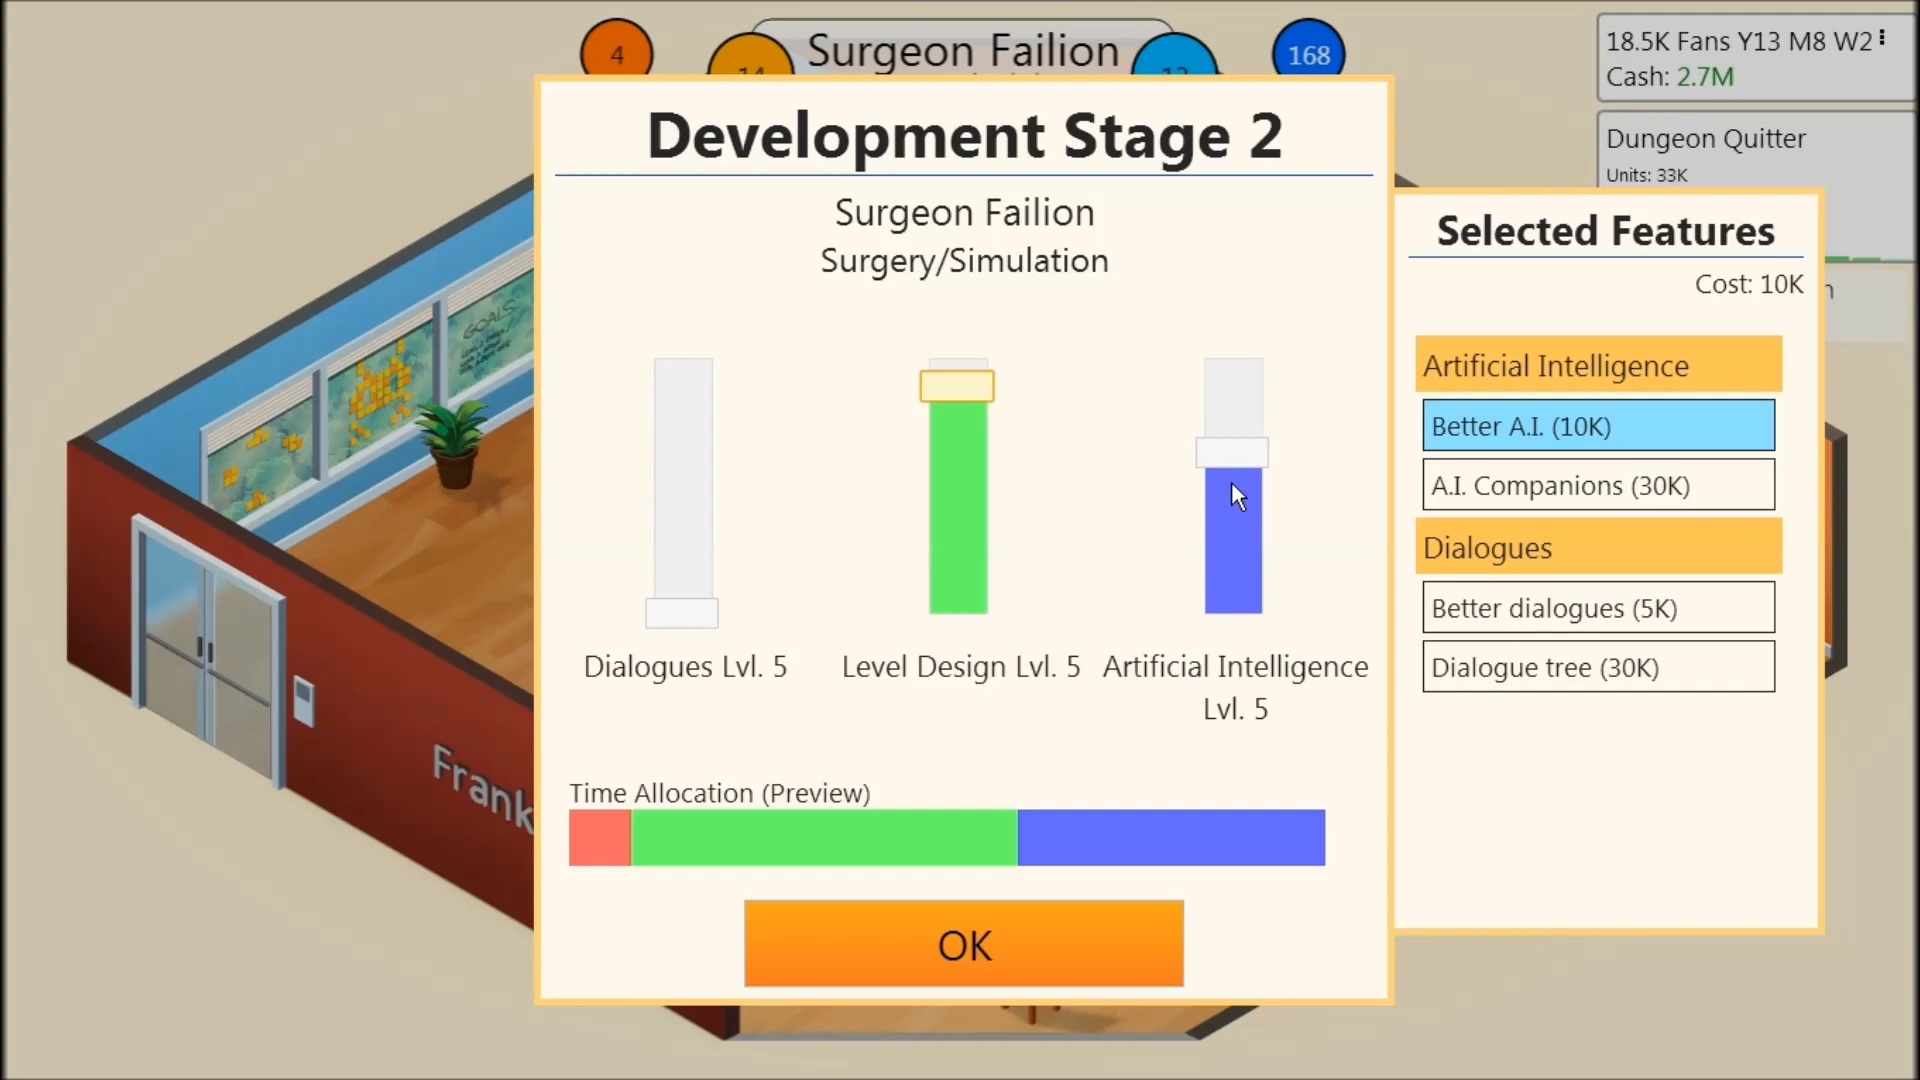 4
14
Surgeon Failion
12
168
18.5K Fans Y13 M8 W2
Cash: 2.7M
Dungeon Quitter
Units: 33K
Development Stage 2
Surgeon Failion
Surgery/Simulation
Dialogues Lvl. 5
Level Design Lvl. 5
Artificial Intelligence
Lvl. 5
Time Allocation (Preview)
OK
Selected Features
Cost: 10K
Artificial Intelligence
Better A.I. (10K)
A.I. Companions (30K)
Dialogues
Better dialogues (5K)
Dialogue tree (30K)
GOALS
Frank
n